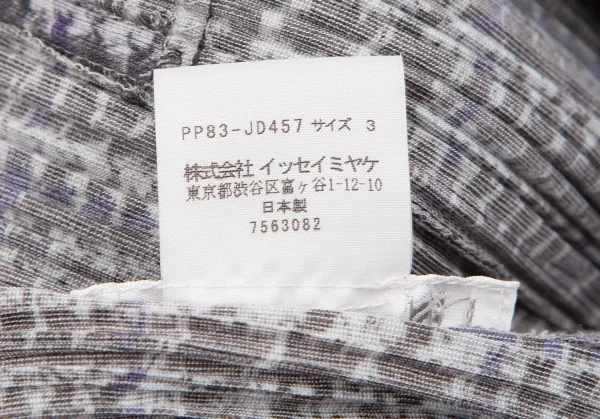 PP83-JD457 サイズ 3
株式会社 イッセイミヤケ
東京都渋谷区富ヶ谷1-12-10
日本製
7563082